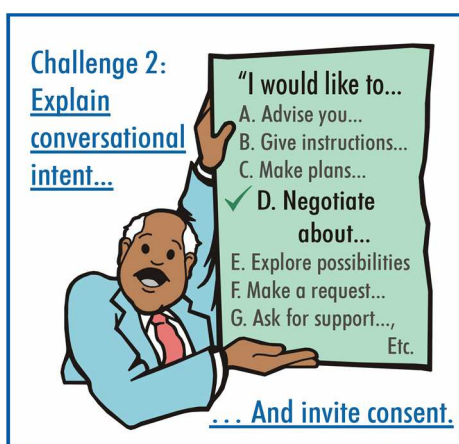 Challenge 2:
Explain
conversational
intent...
“I would like to...
A. Advise you...
B. Give instructions...
C. Make plans...
✓ D. Negotiate
about...
E. Explore possibilities
F. Make a request...
G. Ask for support...,
Etc.
... And invite consent.